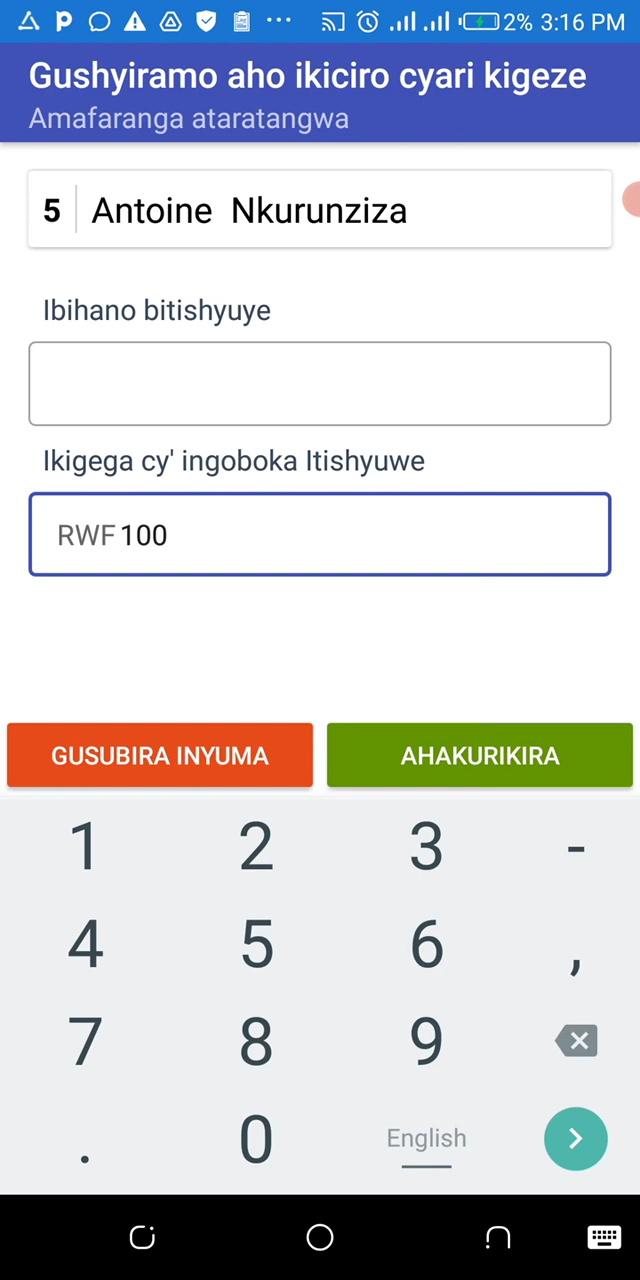 2% 3:16 PM
Gushyiramo aho ikiciro cyari kigeze
Amafaranga ataratangwa
5 Antoine Nkurunziza
Ibihano bitishyuye
Ikigega cy' ingoboka Itishyuwe
RWF 100
GUSUBIRA INYUMA AHAKURIKIRA
1 2 3 -
4 5 6 ,
7 8 9
. 0 English